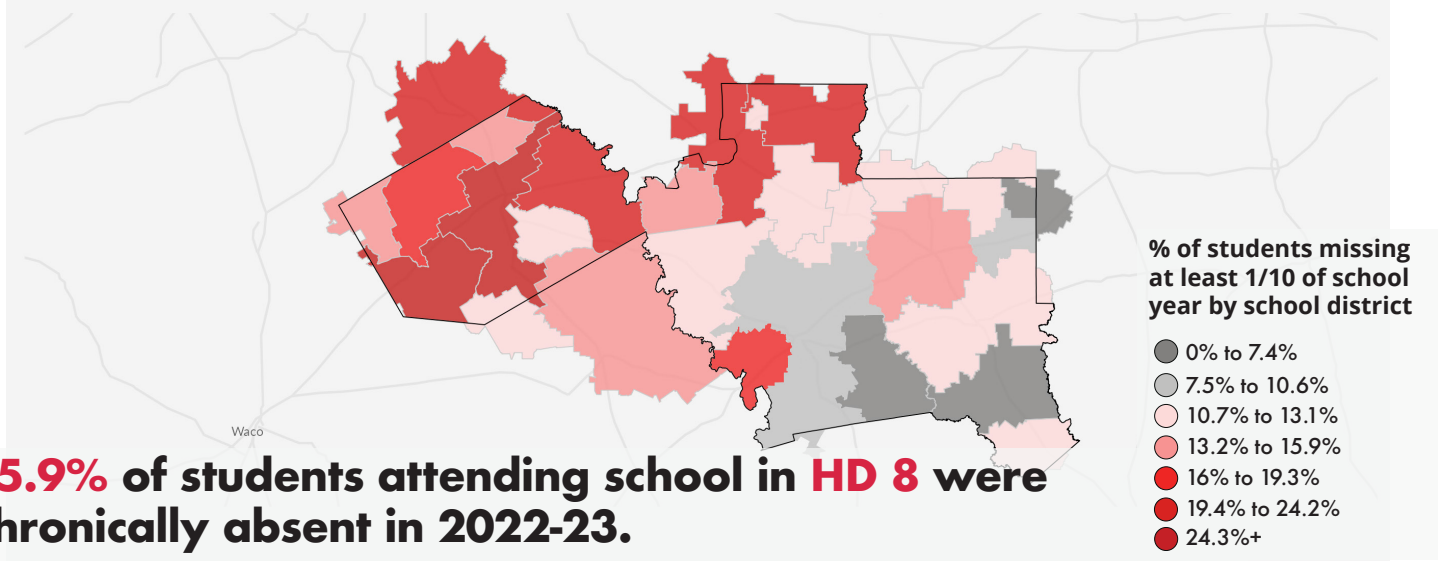 % of students missing
at least 1/10 of school
year by school district
0% to 7.4%
7.5% to 10.6%
10.7% to 13.1%
13.2% to 15.9%
16% to 19.3%
19.4% to 24.2%
24.3%+
Waco
5.9% of students attending school in HD 8 were
hronically absent in 2022-23.